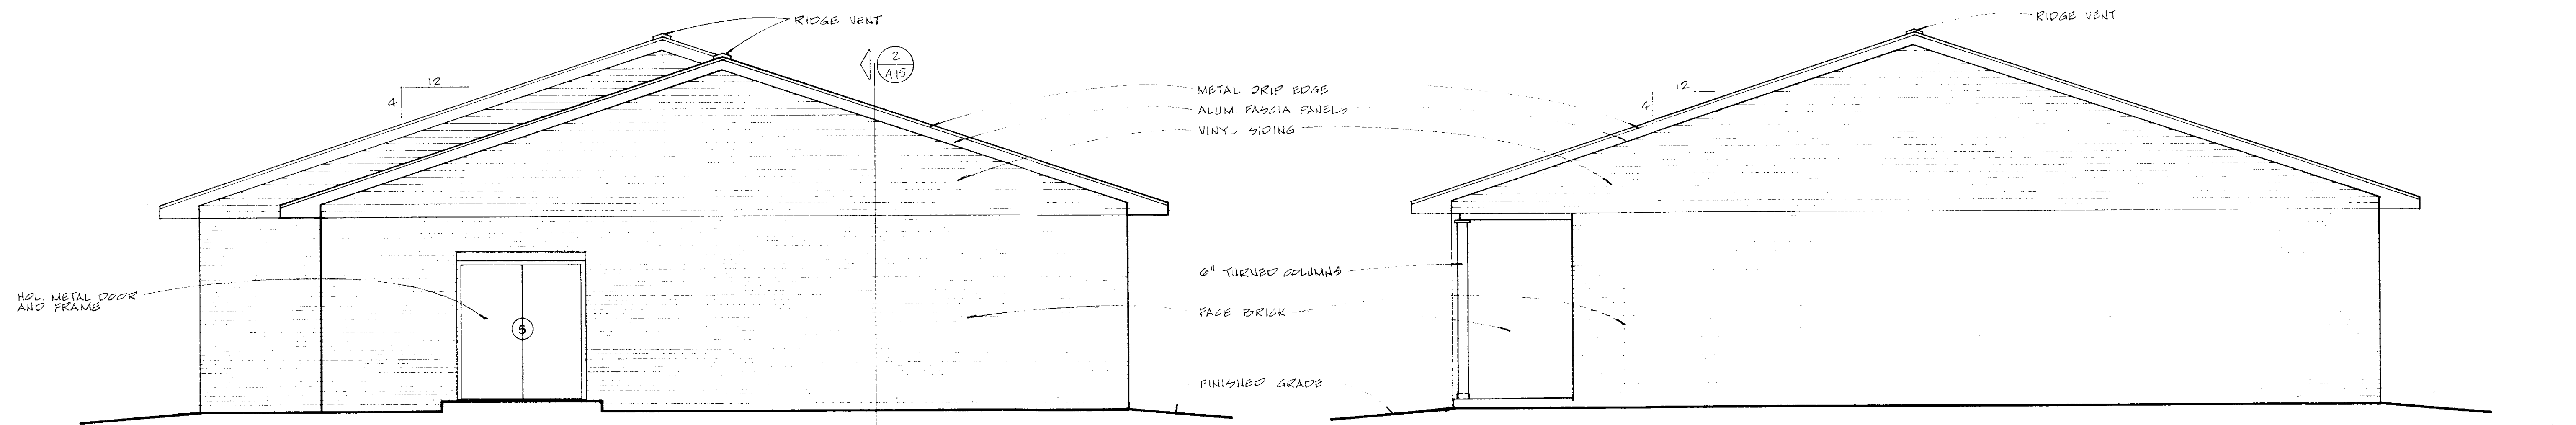 RIDGE VENT
2
A-15
12
4
METAL DRIP EDGE
ALUM. FASCIA PANELS
VINYL SIDING
HOL. METAL DOOR
AND FRAME
5
6" TURNED COLUMNS
FACE BRICK
FINISHED GRADE
RIDGE VENT
12
4